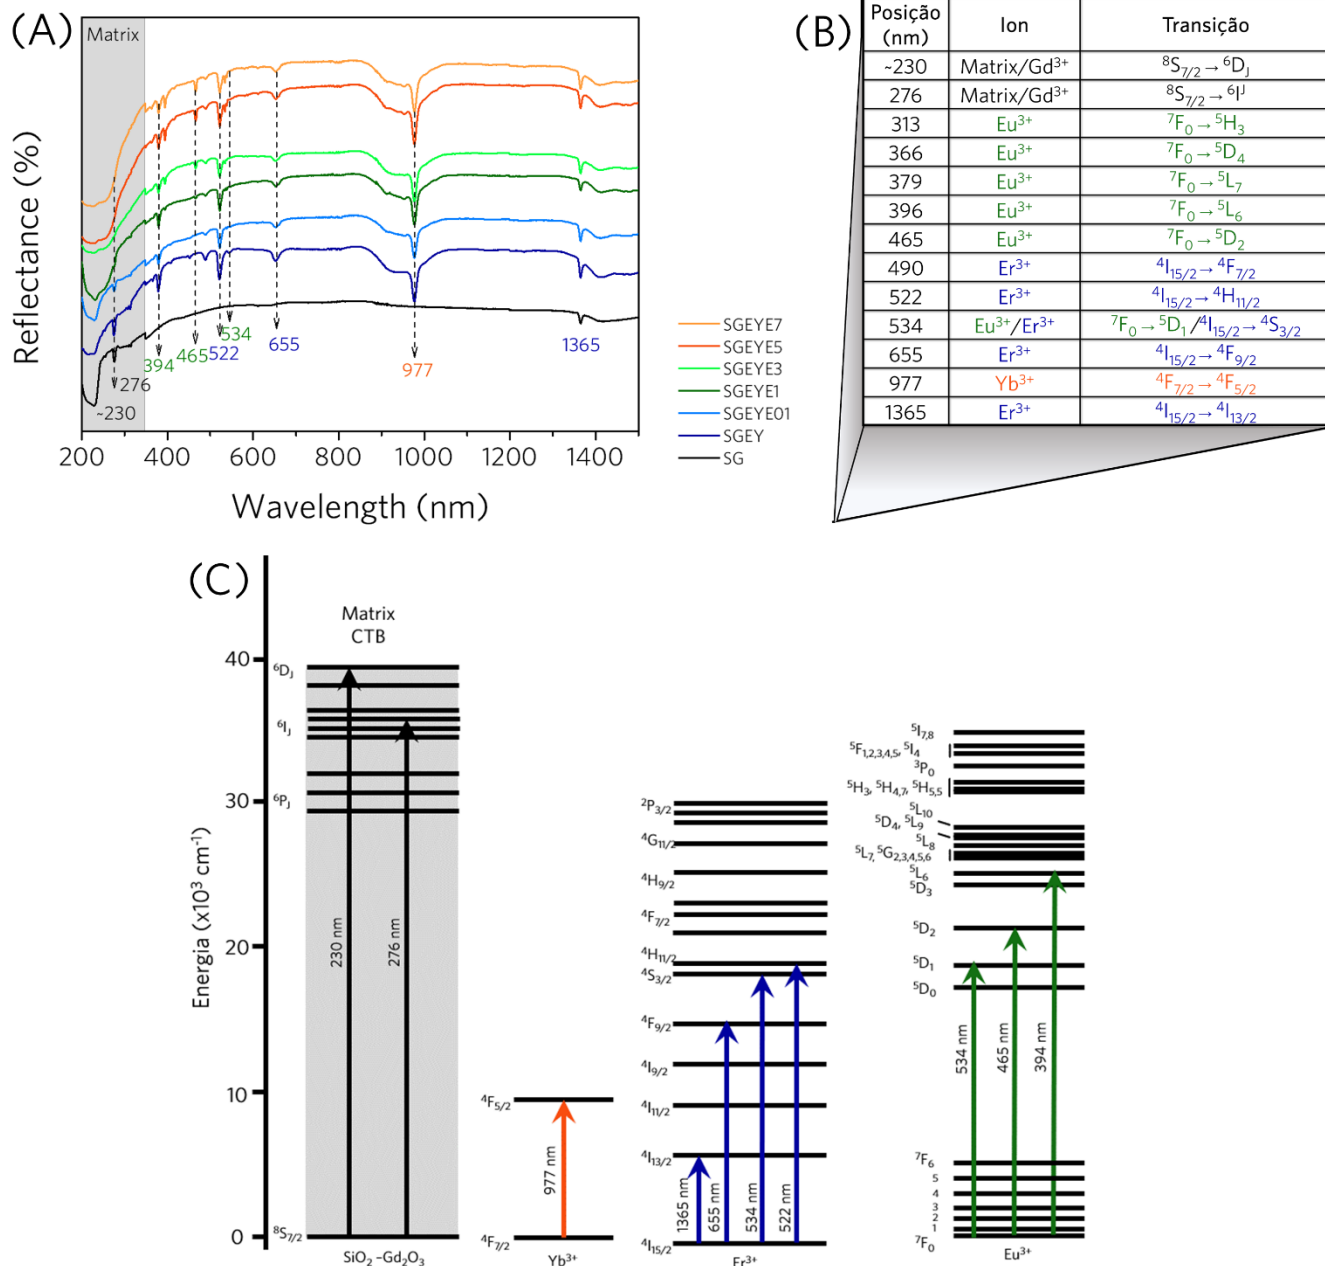 (A)
Matrix
Reflectance (%)
~230
276
394
465
522
534
655
977
1365
200 400 600 800 1000 1200 1400
Wavelength (nm)
SGEYE7
SGEYE5
SGEYE3
SGEYE1
SGEYE01
SGEY
SG
(B)
Posição (nm) Ion Transição
~230 Matrix/Gd³⁺ ⁸S₇/₂→⁶Dⱼ
276 Matrix/Gd³⁺ ⁸S₇/₂→⁶Iᴶ
313 Eu³⁺ ⁷F₀→⁵H₃
366 Eu³⁺ ⁷F₀→⁵D₄
379 Eu³⁺ ⁷F₀→⁵L₇
396 Eu³⁺ ⁷F₀→⁵L₆
465 Eu³⁺ ⁷F₀→⁵D₂
490 Er³⁺ ⁴I₁₅/₂→⁴F₇/₂
522 Er³⁺ ⁴I₁₅/₂→⁴H₁₁/₂
534 Eu³⁺/Er³⁺ ⁷F₀→⁵D₁/⁴I₁₅/₂→⁴S₃/₂
655 Er³⁺ ⁴I₁₅/₂→⁴F₉/₂
977 Yb³⁺ ⁴F₇/₂→⁴F₅/₂
1365 Er³⁺ ⁴I₁₅/₂→⁴I₁₃/₂
(C)
Energia (x10³ cm⁻¹)
40
30
20
10
0
Matrix
CTB
⁶Dⱼ
⁶Iⱼ
⁶Pⱼ
⁸S₇/₂
230 nm
276 nm
SiO₂ -Gd₂O₃
⁴F₅/₂
977 nm
⁴F₇/₂
Yb³⁺
²P₃/₂
⁴G₁₁/₂
⁴H₉/₂
⁴F₇/₂
⁴H₁₁/₂
⁴S₃/₂
⁴F₉/₂
⁴I₉/₂
⁴I₁₁/₂
⁴I₁₃/₂
1365 nm
655 nm
534 nm
522 nm
⁴I₁₅/₂
Er³⁺
⁵I₇,₈
⁵F₁,₂,₃,₄,₅, ⁵I₄
³P₀
⁵H₃, ⁵H₄,₇, ⁵H₅,₅
⁵L₁₀
⁵D₄, ⁵L₉
⁵L₈
⁵L₇, ⁵G₂,₃,₄,₅,₆
⁵L₆
⁵D₃
⁵D₂
⁵D₁
⁵D₀
534 nm
465 nm
394 nm
⁷F₆
5
4
3
2
1
⁷F₀
Eu³⁺